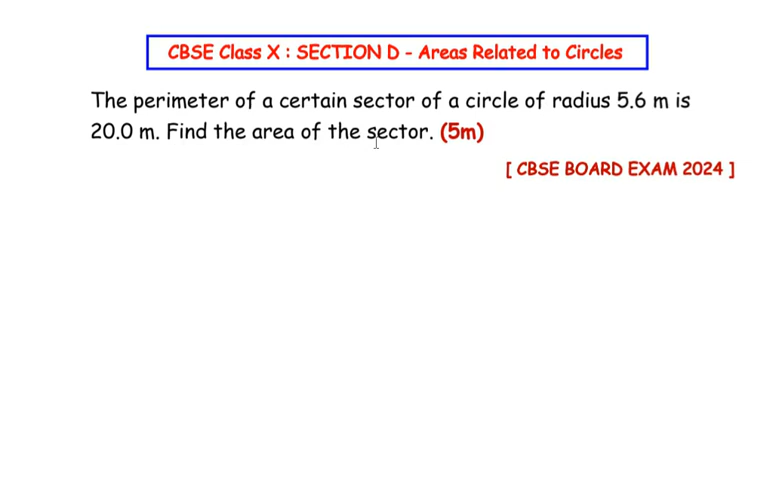 CBSE Class X : SECTION D - Areas Related to Circles
The perimeter of a certain sector of a circle of radius 5.6 m is
20.0 m. Find the area of the sector. (5m)
[ CBSE BOARD EXAM 2024 ]